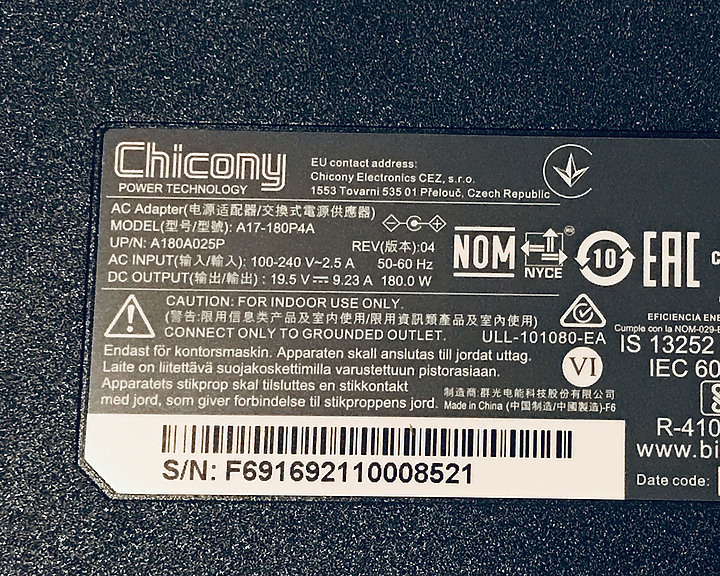 Chicony
POWER TECHNOLOGY
EU contact address:
Chicony Electronics CEZ, s.r.o.
1553 Tovarni 535 01 Přelouč, Czech Republic
AC Adapter(电源适配器/交換式電源供應器)
MODEL(型号/型號): A17-180P4A
UP/N: A180A025P
REV(版本):04
AC INPUT(输入/輸入): 100-240 V~2.5 A 50-60 Hz
DC OUTPUT(输出/輸出) : 19.5 V⎓9.23 A 180.0 W
NOM
NYCE
10
EAC
CAUTION: FOR INDOOR USE ONLY.
(警告:限用信息类产品及室内使用/限用資訊類產品及室內使用)
CONNECT ONLY TO GROUNDED OUTLET.
ULL-101080-EA
Endast för kontorsmaskin. Apparaten skall anslutas till jordat uttag.
Laite on liitettävä suojakoskettimilla varustettuun pistorasiaan.
Apparatets stikprop skal tilsluttes en stikkontakt
med jord, som giver forbindelse til stikproppens jord.
VI
制造商:群光电能科技股份有限公司
Made in China (中国制造/中國製造)-F6
EFICIENCIA ENE
Cumple con la NOM-029-E
IS 13252
IEC 60
R-410
www.bi
Date code:
S/N: F691692110008521